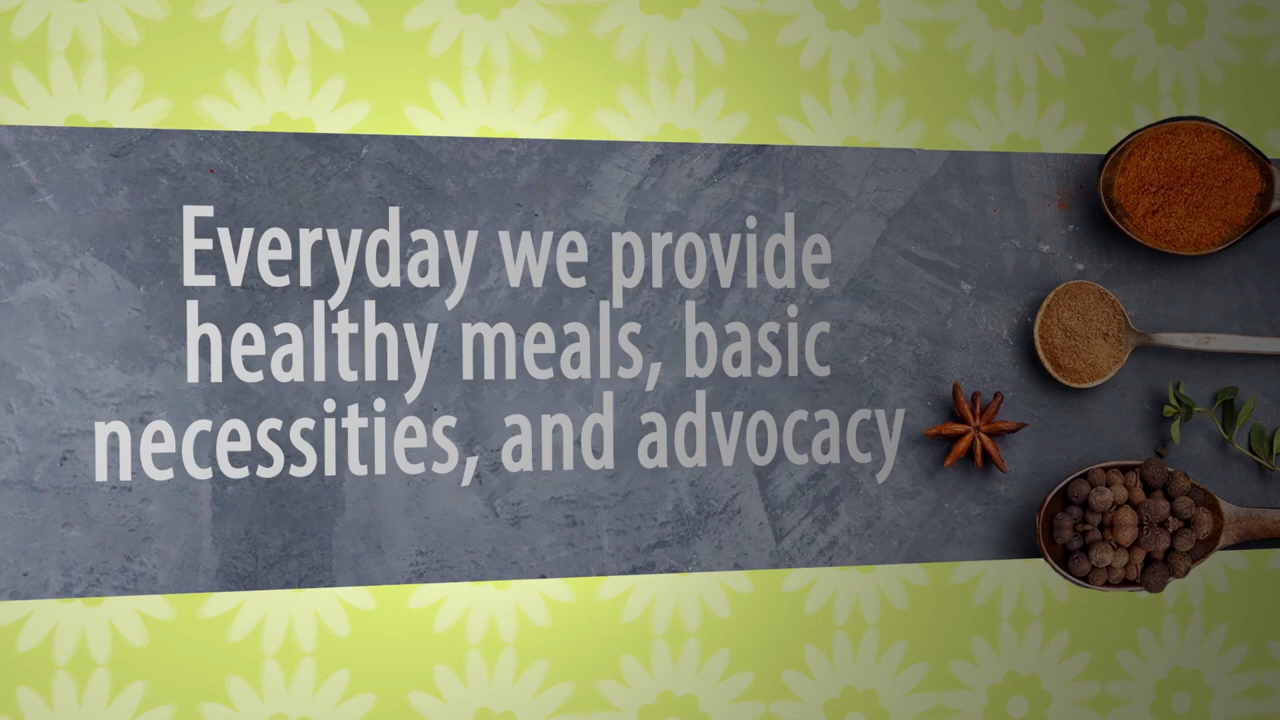 Everyday we provide
healthy meals, basic
necessities, and advocacy